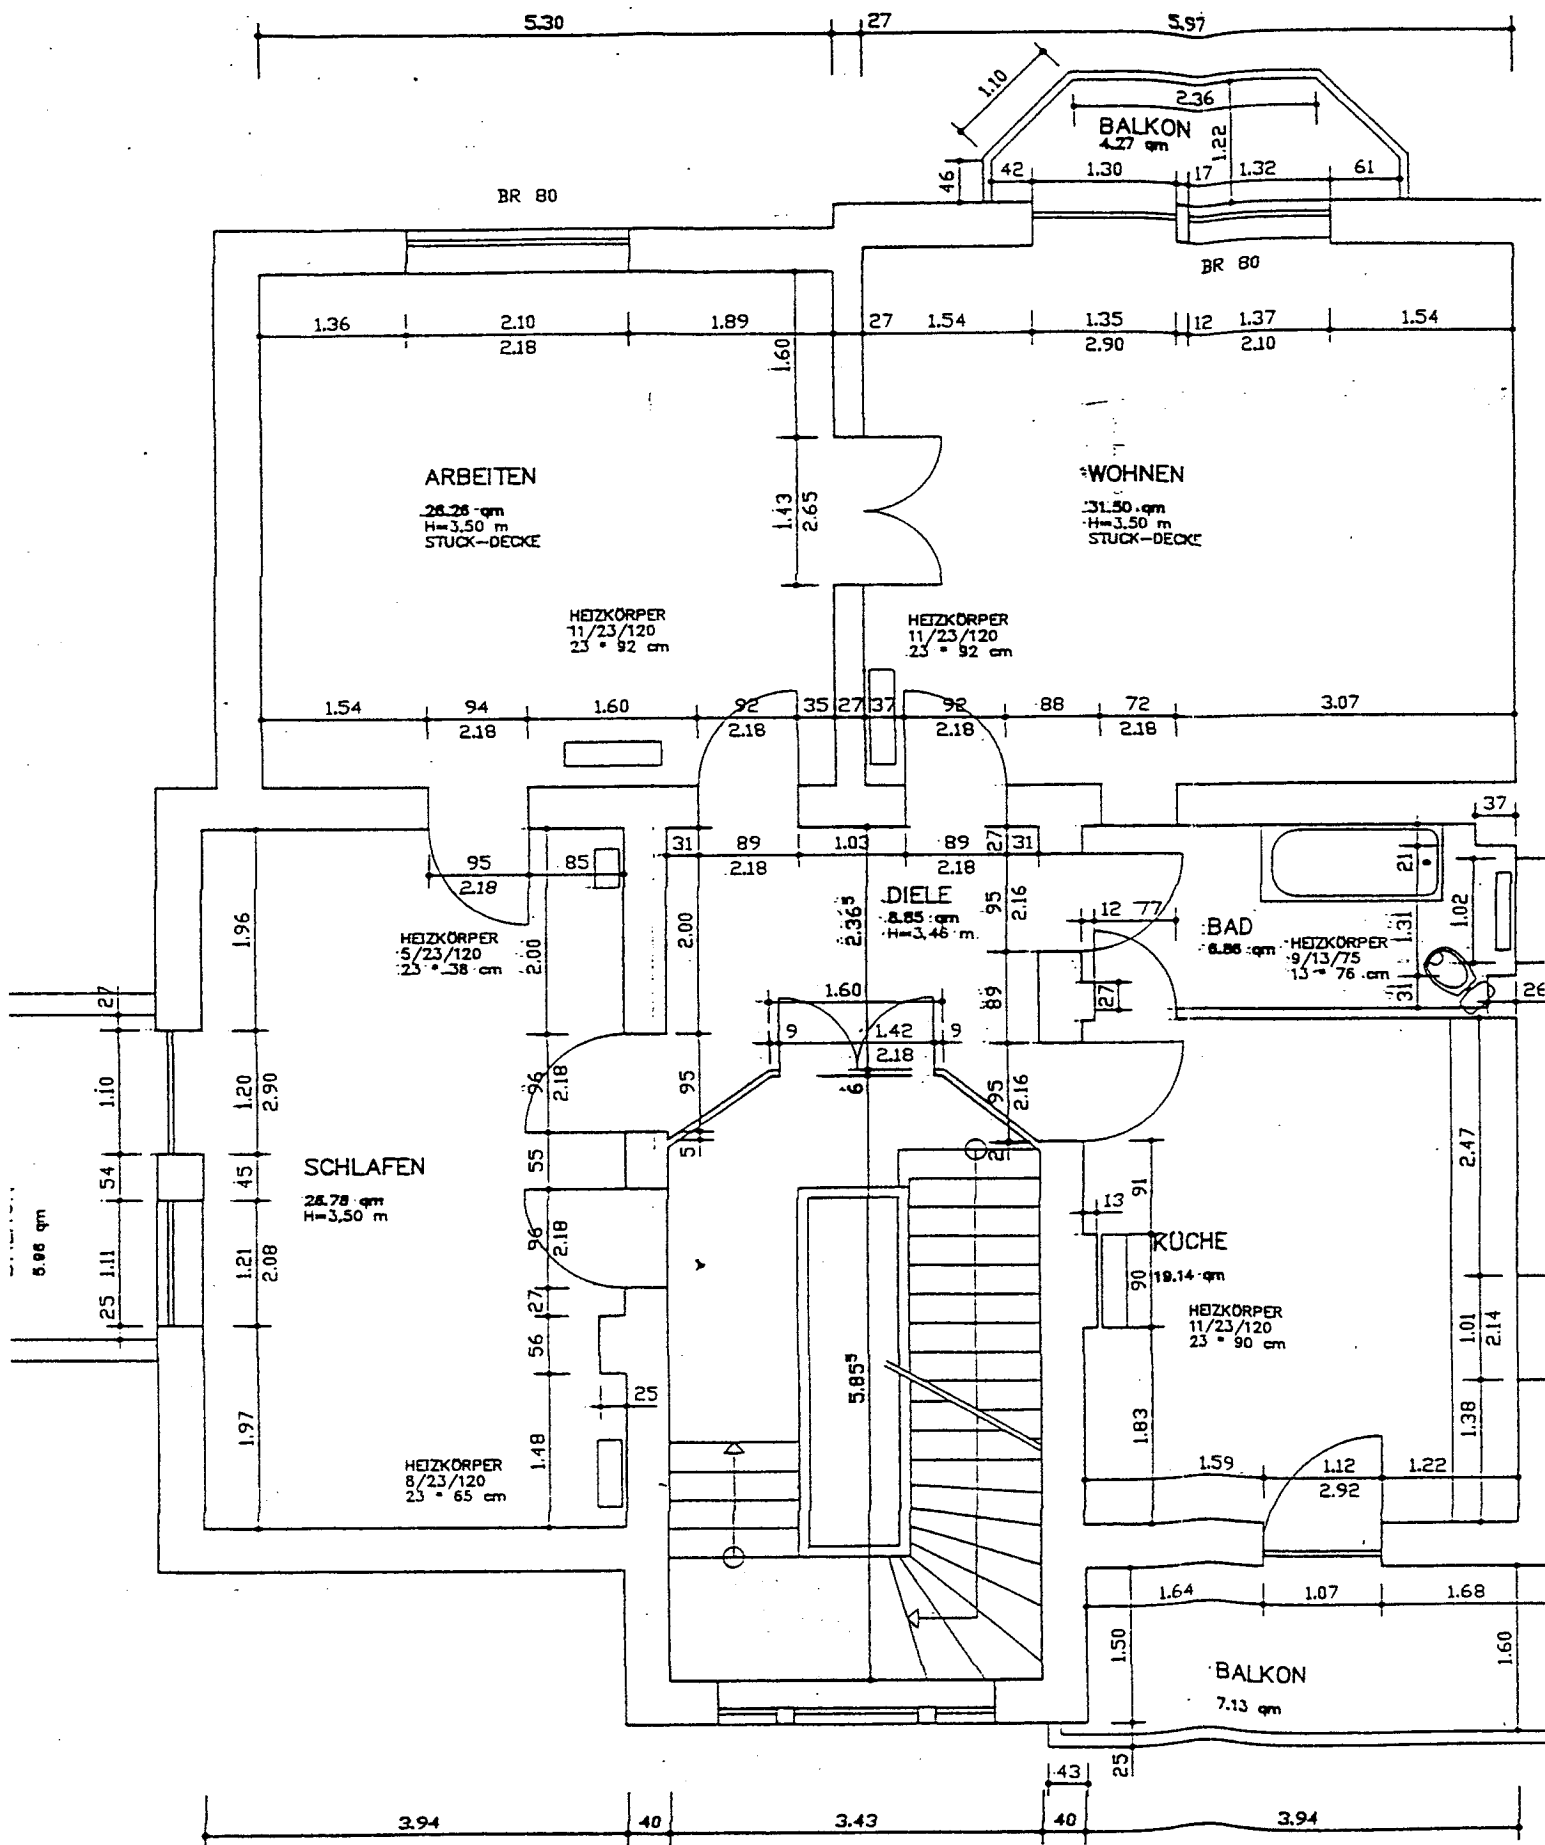 5.30 27 5.97
1.10
2.36
BALKON
4.27 qm
1.22
46
42 1.30 17 1.32 61
BR 80
BR 80
1.36 2.10 1.89 27 1.54 1.35 12 1.37 1.54
2.18 2.90 2.10
1.60
ARBEITEN
26.26 qm
H=3,50 m
STUCK-DECKE
1.43
2.65
WOHNEN
31.50 qm
H=3,50 m
STUCK-DECKE
HEIZKÖRPER
11/23/120
23 * 92 cm
HEIZKÖRPER
11/23/120
23 * 92 cm
1.54 94 1.60 92 35 27 37 92 88 72 3.07
2.18 2.18 2.18 2.18
37
31 89 1.03 89 27 31
2.18 2.18
95 85
2.18
21
1.96
2.00
2.00
2.36⁵
DIELE
8.85 qm
H=3,46 m
95
2.16
12 77
BAD
6.86 qm
HEIZKÖRPER
9/13/75
13 * 76 cm
1.31
1.02
31
26
HEIZKÖRPER
5/23/120
23 * 38 cm
27
1.60
89
27
9 1.42 9
2.18
6
1.10
1.20
2.90
96
2.18
95
5
95
2.16
2
54
45
55
SCHLAFEN
26.78 qm
H=3,50 m
91
2.47
13
5.96 qm
1.11
1.21
2.08
96
2.18
KÜCHE
19.14 qm
90
25
27
56
HEIZKÖRPER
11/23/120
23 * 90 cm
1.01
2.14
25
5.85⁵
1.97
1.48
1.83
1.38
HEIZKÖRPER
8/23/120
23 * 65 cm
1.59 1.12 1.22
2.92
1.64 1.07 1.68
1.50
1.60
BALKON
7.13 qm
25
43
3.94 40 3.43 40 3.94